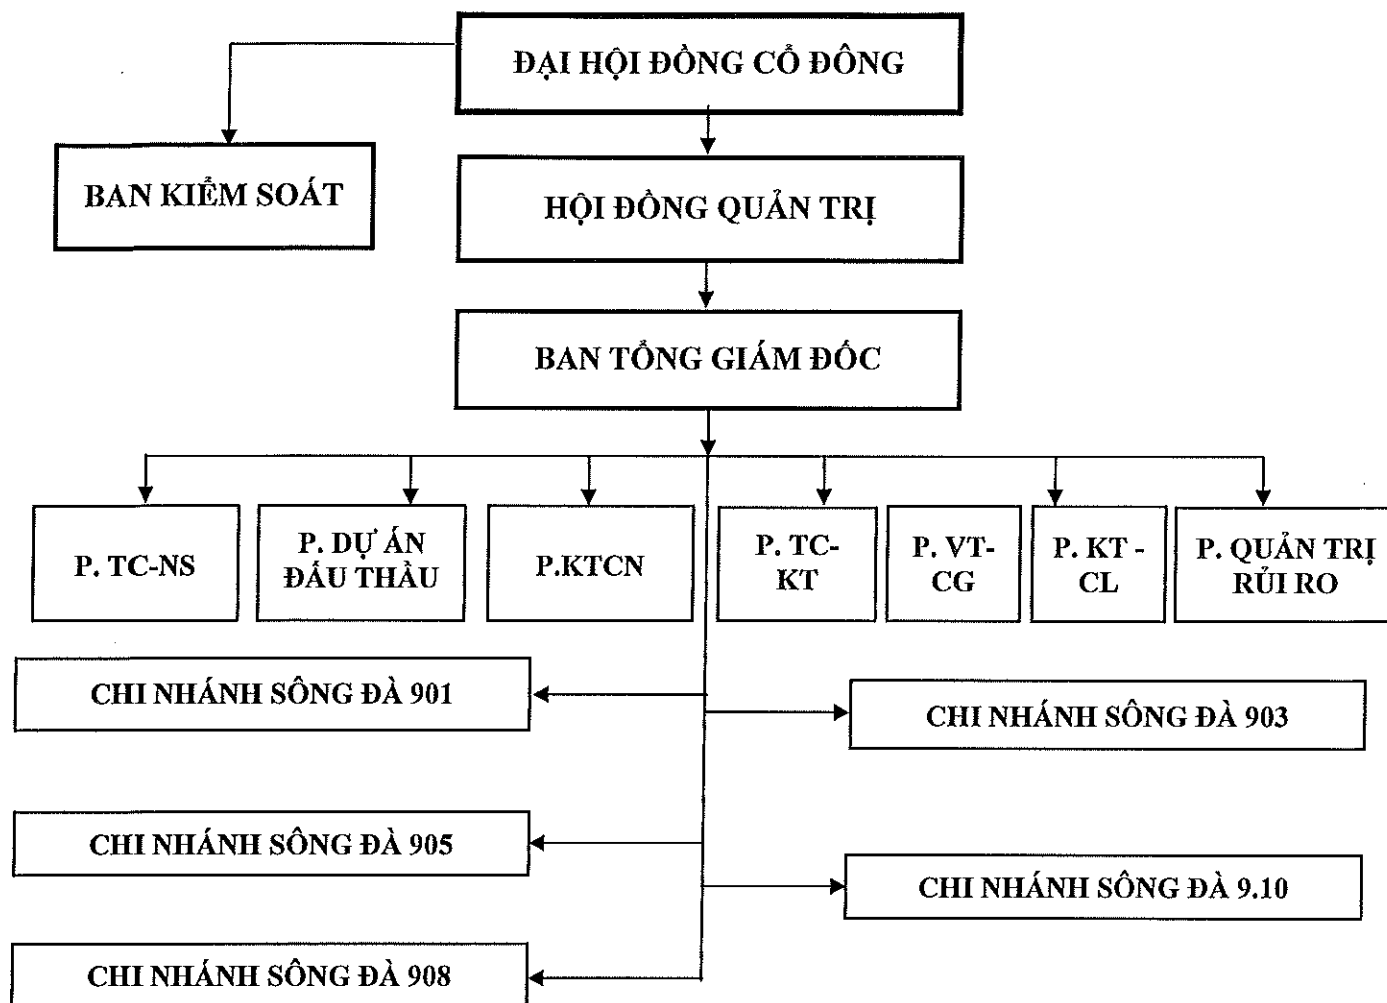 ĐẠI HỘI ĐỒNG CỔ ĐÔNG
BAN KIỂM SOÁT
HỘI ĐỒNG QUẢN TRỊ
BAN TỔNG GIÁM ĐỐC
P. TC-NS
P. DỰ ÁN
ĐẤU THẦU
P.KTCN
P. TC-
KT
P. VT-
CG
P. KT -
CL
P. QUẢN TRỊ
RỦI RO
CHI NHÁNH SÔNG ĐÀ 901
CHI NHÁNH SÔNG ĐÀ 903
CHI NHÁNH SÔNG ĐÀ 905
CHI NHÁNH SÔNG ĐÀ 9.10
CHI NHÁNH SÔNG ĐÀ 908